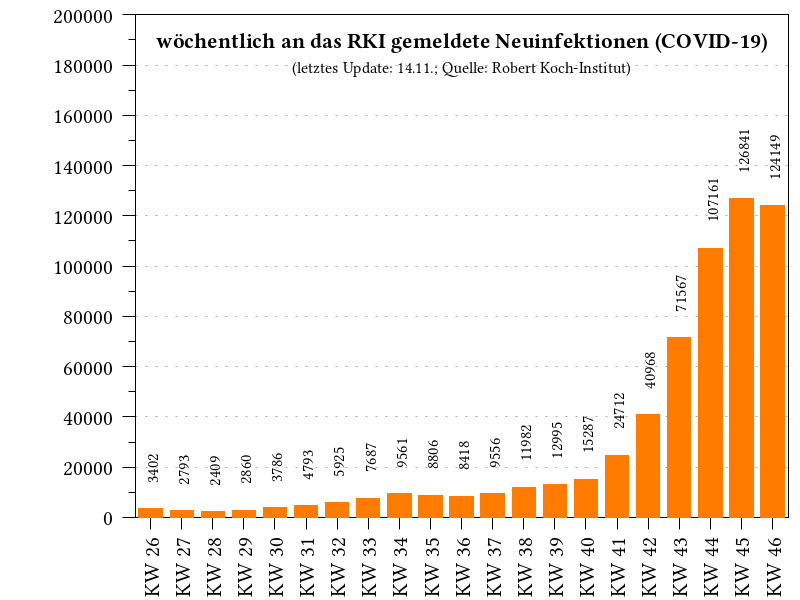 wöchentlich an das RKI gemeldete Neuinfektionen (COVID-19)
(letztes Update: 14.11.; Quelle: Robert Koch-Institut)
200000
180000
160000
140000
120000
100000
80000
60000
40000
20000
0
3402
2793
2409
2860
3786
4793
5925
7687
9561
8806
8418
9556
11982
12995
15287
24712
40968
71567
107161
126841
124149
KW 26
KW 27
KW 28
KW 29
KW 30
KW 31
KW 32
KW 33
KW 34
KW 35
KW 36
KW 37
KW 38
KW 39
KW 40
KW 41
KW 42
KW 43
KW 44
KW 45
KW 46